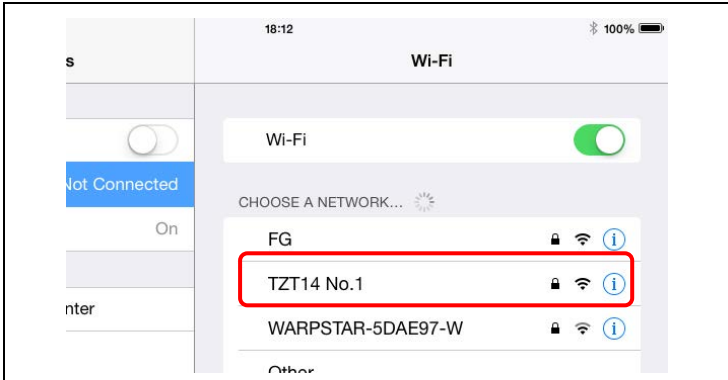 18:12
100%
s
Wi-Fi
Wi-Fi
Not Connected
CHOOSE A NETWORK...
On
FG
TZT14 No.1
nter
WARPSTAR-5DAE97-W
Other